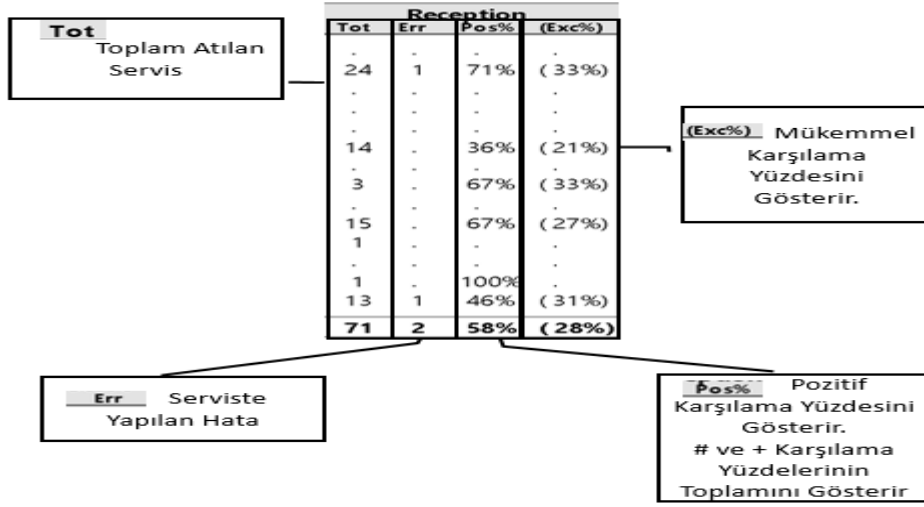 Tot
Toplam Atılan
Servis
Reception
Tot Err Pos% (Exc%)
. . . .
24 1 71% (33%)
. . . .
. . . .
. . . .
14 . 36% (21%)
. . . .
3 . 67% (33%)
. . . .
15 . 67% (27%)
1 . . .
. . . .
1 . 100% .
13 1 46% (31%)
71 2 58% (28%)
(Exc%) Mükemmel
Karşılama
Yüzdesini
Gösterir.
Err Serviste
Yapılan Hata
Pos% Pozitif
Karşılama Yüzdesini
Gösterir.
# ve + Karşılama
Yüzdelerinin
Toplamını Gösterir